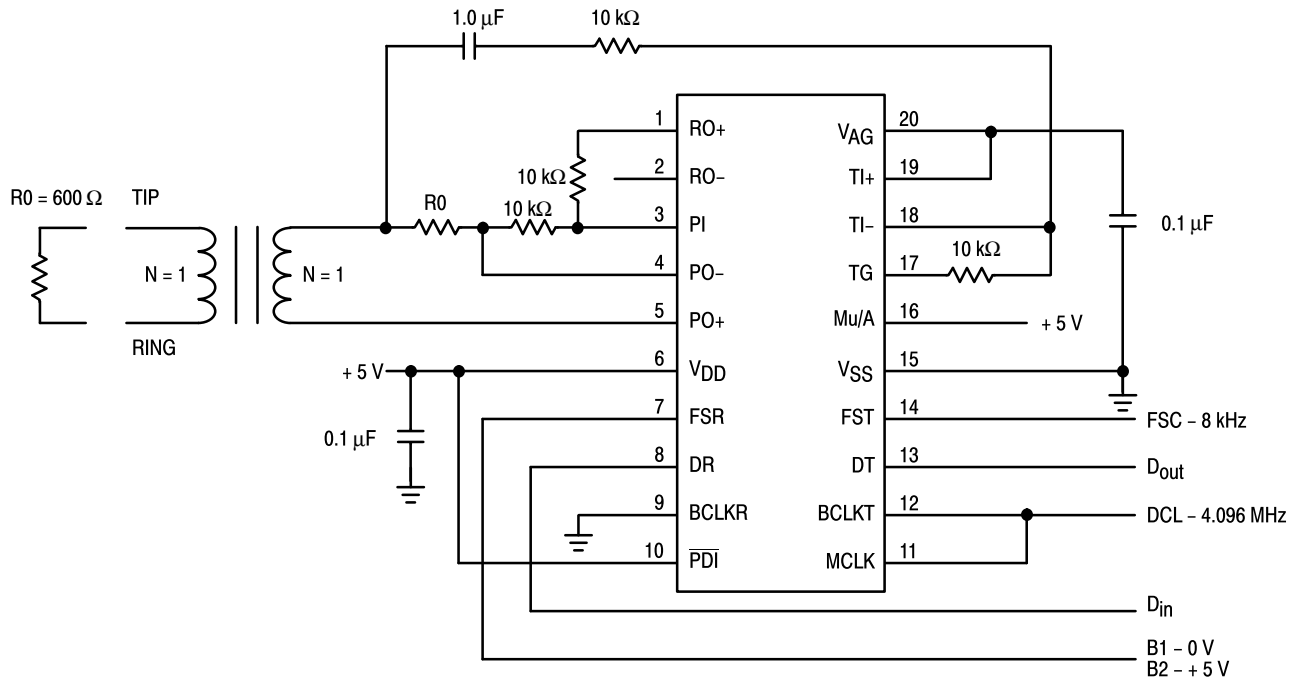 1.0 µF
10 kΩ
1
RO+
VAG
20
10 kΩ
2
RO–
TI+
19
R0 = 600 Ω
TIP
R0
10 kΩ
3
PI
TI–
18
0.1 µF
N = 1
N = 1
4
PO–
TG
17
10 kΩ
5
PO+
Mu/A
16
+ 5 V
RING
+ 5 V
6
VDD
VSS
15
7
FSR
FST
14
FSC – 8 kHz
0.1 µF
8
DR
DT
13
Dout
9
BCLKR
BCLKT
12
DCL – 4.096 MHz
10
PDI
MCLK
11
Din
B1 – 0 V
B2 – + 5 V